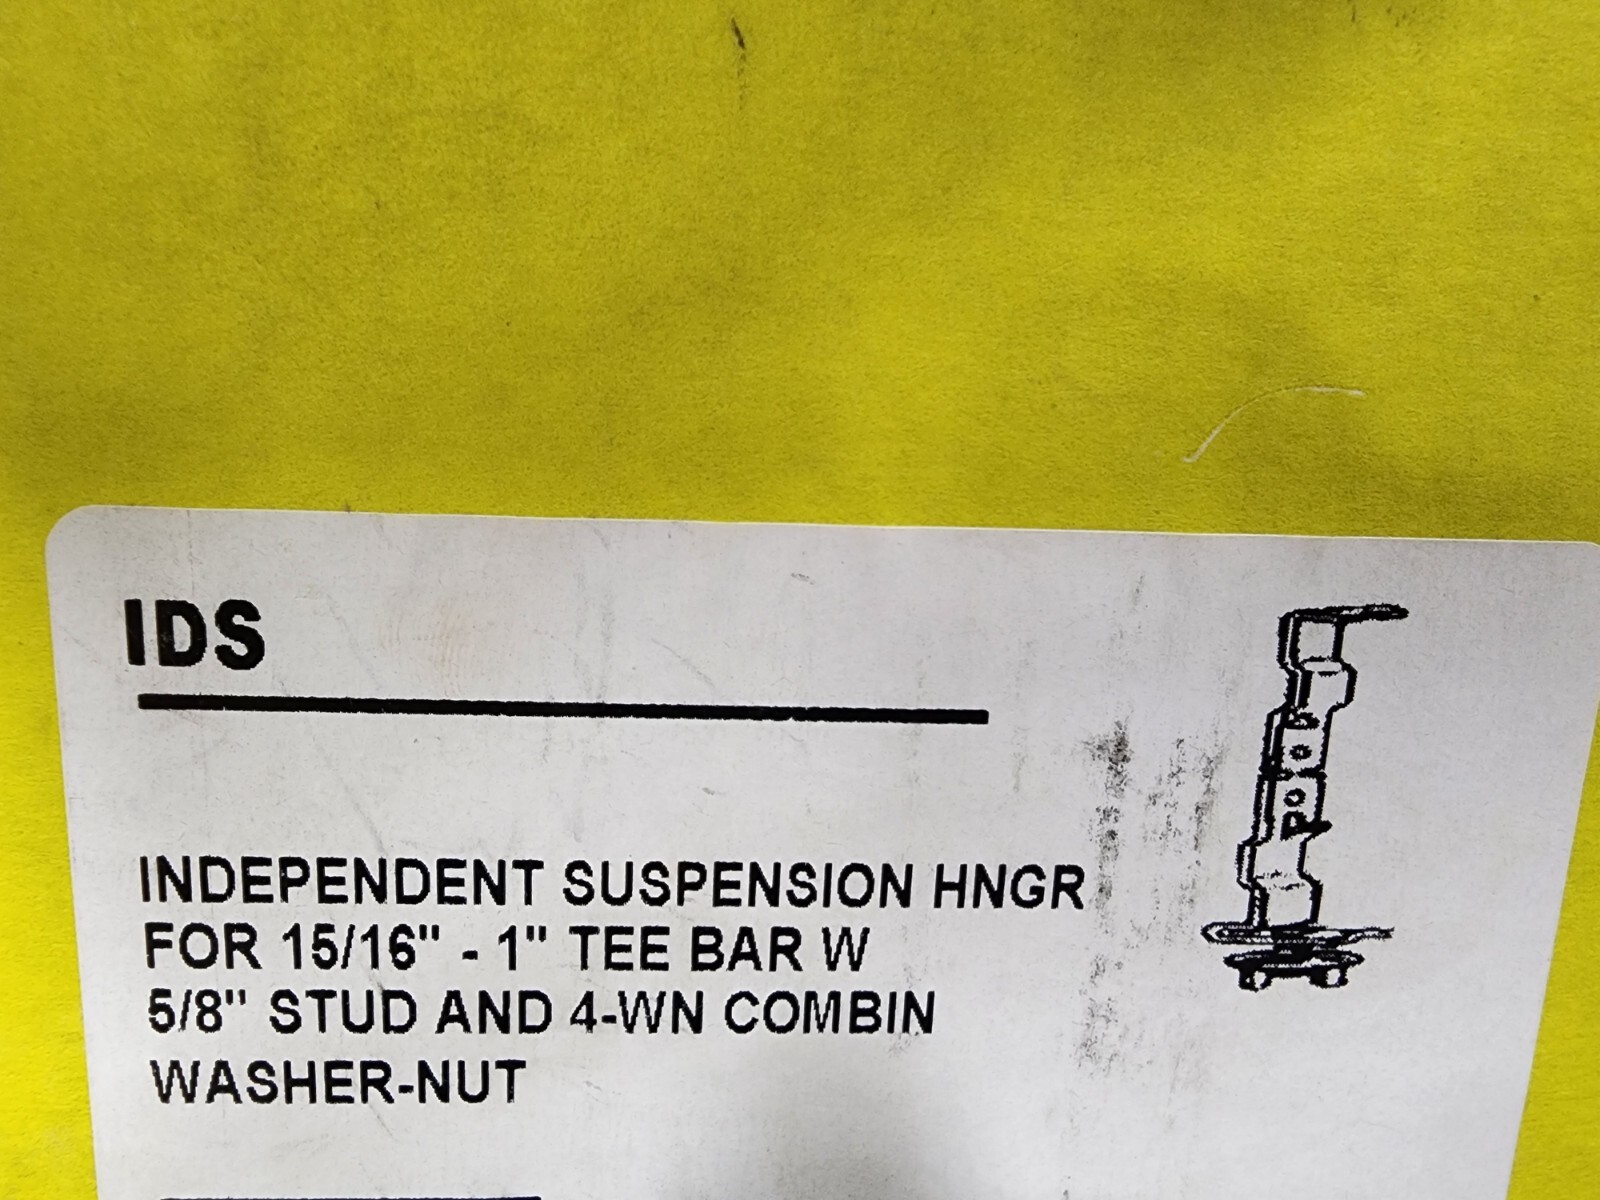 IDS
INDEPENDENT SUSPENSION HNGR
FOR 15/16" - 1" TEE BAR W
5/8" STUD AND 4-WN COMBIN
WASHER-NUT